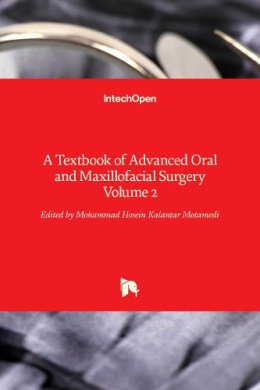 IntechOpen
A Textbook of Advanced Oral
and Maxillofacial Surgery
Volume 2
Edited by Mohammad Hosein Kalantar Motamedi